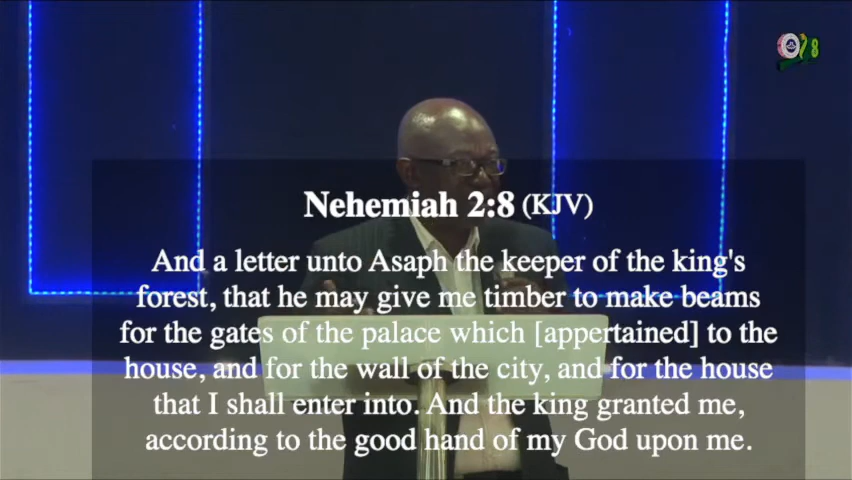 Nehemiah 2:8 (KJV)
And a letter unto Asaph the keeper of the king's
forest, that he may give me timber to make beams
for the gates of the palace which [appertained] to the
house, and for the wall of the city, and for the house
that I shall enter into. And the king granted me,
according to the good hand of my God upon me.